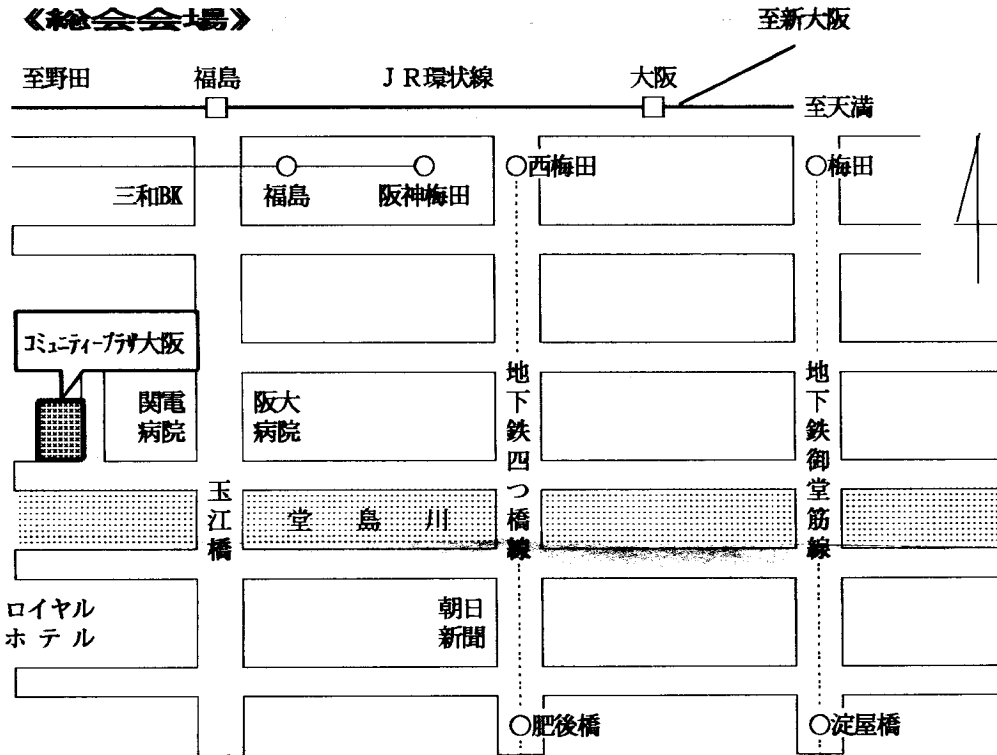 《総会会場》
至新大阪
至野田
福島
JR環状線
大阪
至天満
三和BK
福島
阪神梅田
西梅田
梅田
コミュニティープラザ大阪
関電
病院
阪大
病院
地下鉄四つ橋線
地下鉄御堂筋線
玉江橋
堂島川
ロイヤル
ホテル
朝日
新聞
肥後橋
淀屋橋